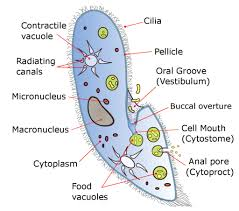 Contractile
vacuole
Cilia
Pellicle
Radiating
canals
Oral Groove
(Vestibulum)
Micronucleus
Buccal overture
Macronucleus
Cell Mouth
(Cytostome)
Cytoplasm
Anal pore
(Cytoproct)
Food
vacuoles